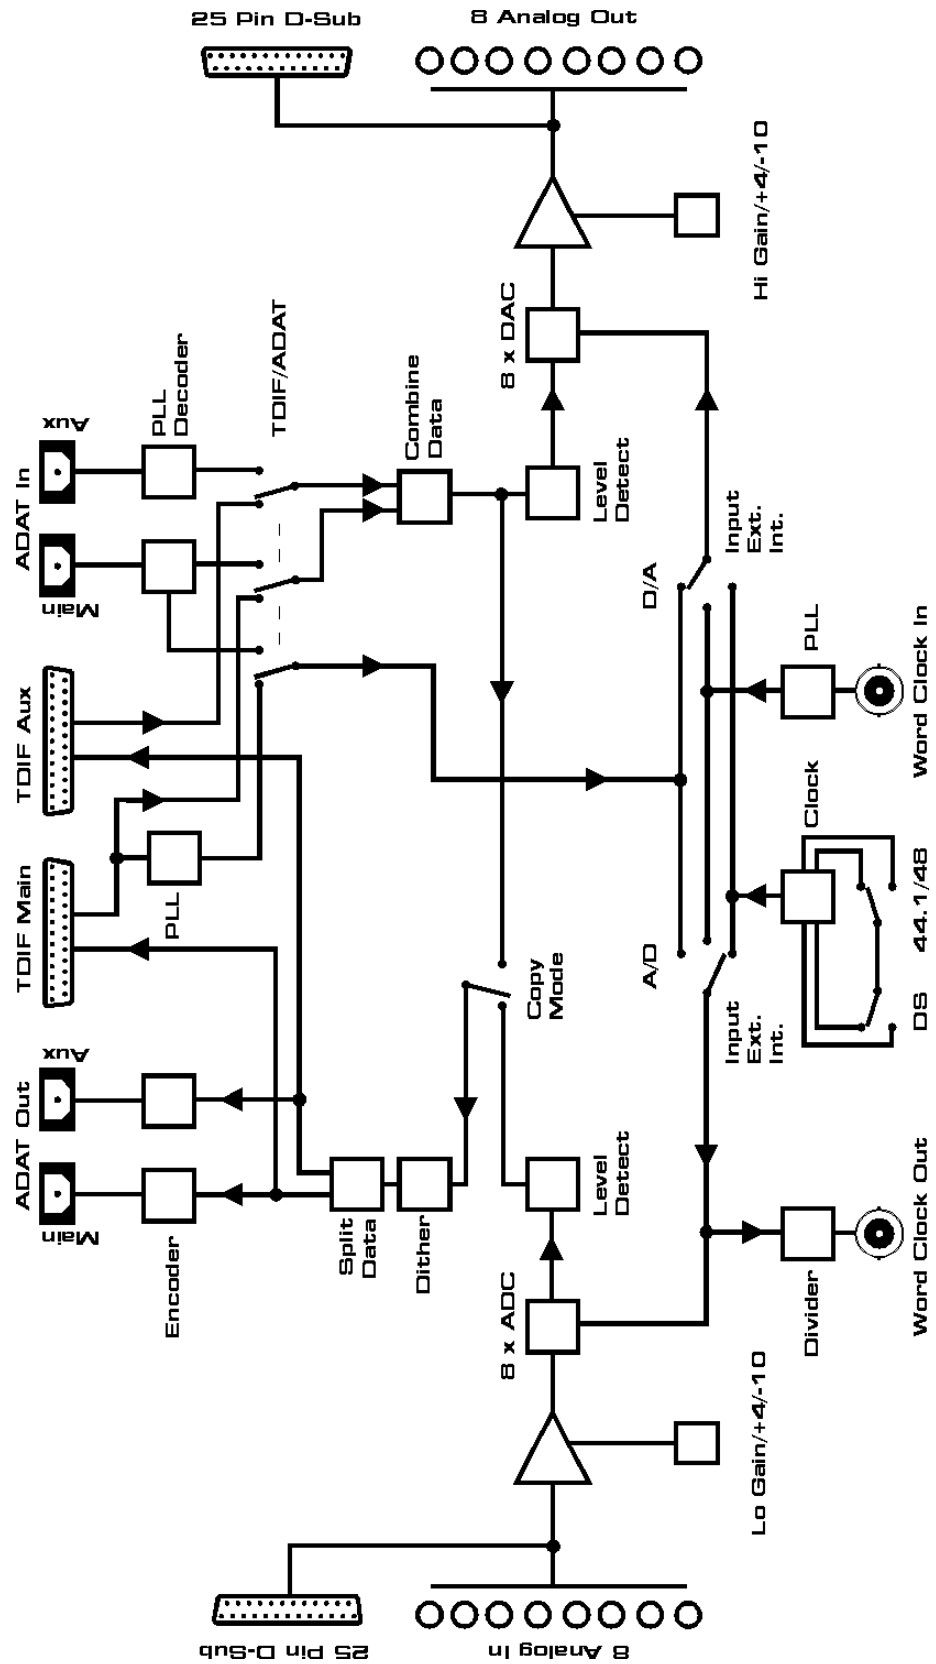 25 Pin D-Sub
8 Analog Out
Hi Gain/+4/-10
8 x DAC
TDIF/ADAT
PLL
Decoder
Aux
ADAT In
Main
Combine
Data
Level
Detect
D/A
Input
Ext.
Int.
TDIF Aux
PLL
Word Clock In
Clock
TDIF Main
PLL
44.1/48
DS
A/D
Copy
Mode
Input
Ext.
Int.
Aux
ADAT Out
Main
Encoder
Split
Data
Dither
Level
Detect
8 x ADC
Divider
Word Clock Out
Lo Gain/+4/-10
25 Pin D-Sub
8 Analog In